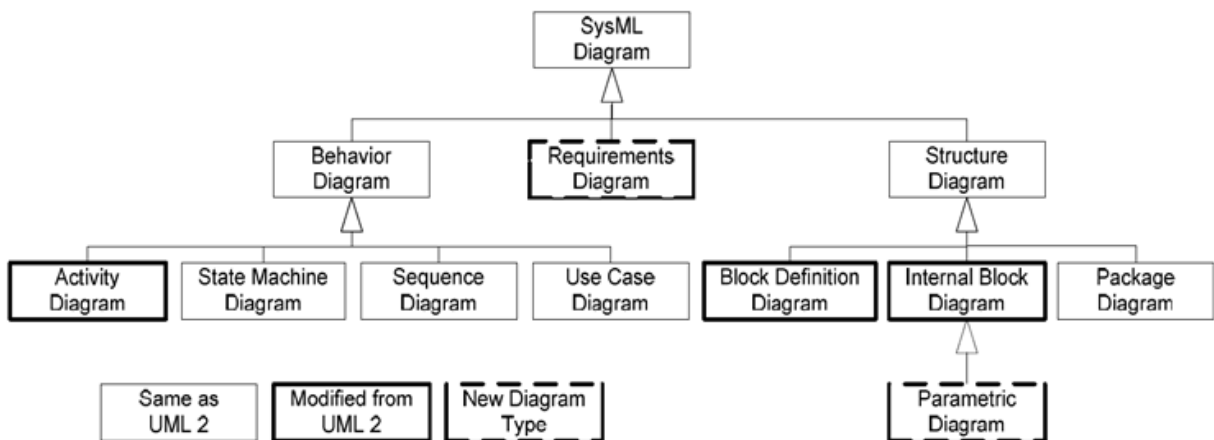 SysML
Diagram
Behavior
Diagram
Requirements
Diagram
Structure
Diagram
Activity
Diagram
State Machine
Diagram
Sequence
Diagram
Use Case
Diagram
Block Definition
Diagram
Internal Block
Diagram
Package
Diagram
Same as
UML 2
Modified from
UML 2
New Diagram
Type
Parametric
Diagram